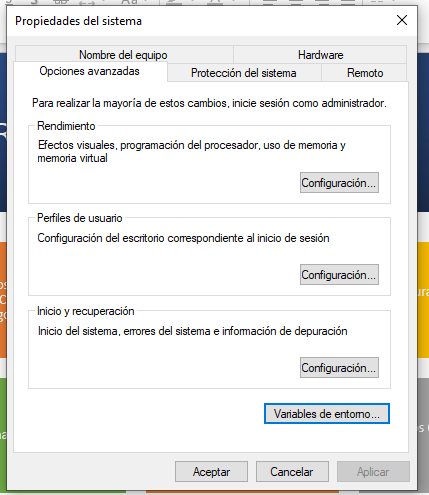 Propiedades del sistema
Nombre del equipo Hardware
Opciones avanzadas Protección del sistema Remoto
Para realizar la mayoría de estos cambios, inicie sesión como administrador.
Rendimiento
Efectos visuales, programación del procesador, uso de memoria y
memoria virtual
Configuración...
Perfiles de usuario
Configuración del escritorio correspondiente al inicio de sesión
Configuración...
Inicio y recuperación
Inicio del sistema, errores del sistema e información de depuración
Configuración...
Variables de entorno...
Aceptar Cancelar Aplicar